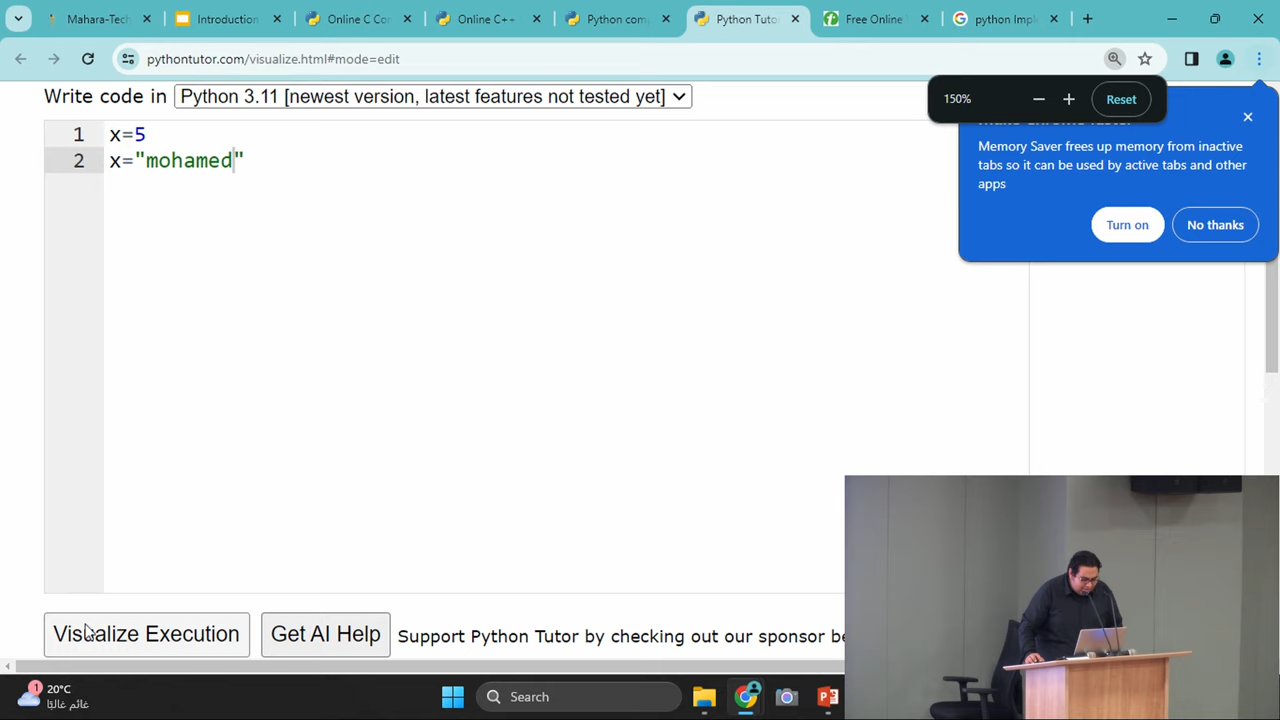 Mahara-Tech
Introduction
Online C Con
Online C++
Python com
Python Tuto
Free Online
python Imple
pythontutor.com/visualize.html#mode=edit
150%
Reset
Write code in Python 3.11 [newest version, latest features not tested yet]
Memory Saver frees up memory from inactive
tabs so it can be used by active tabs and other
apps
Turn on
No thanks
1 x=5
2 x="mohamed"
Visualize Execution
Get AI Help
Support Python Tutor by checking out our sponsor be
1
20°C
غائم غالبًا
Search